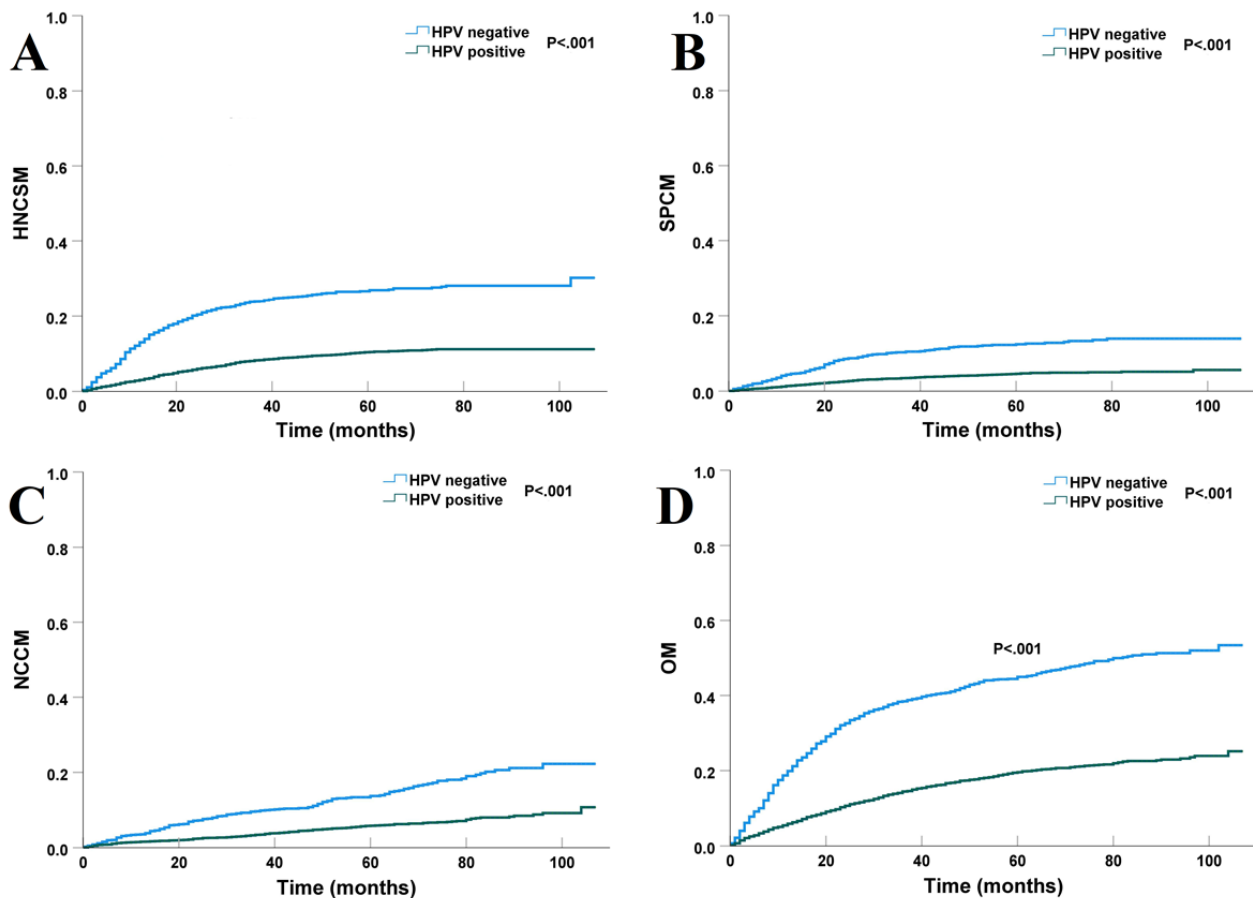 A
HPV negative
HPV positive
P<.001
1.0
0.8
0.6
0.4
0.2
0.0
HNCSM
0 20 40 60 80 100
Time (months)
B
HPV negative
HPV positive
P<.001
1.0
0.8
0.6
0.4
0.2
0.0
SPCM
0 20 40 60 80 100
Time (months)
C
HPV negative
HPV positive
P<.001
1.0
0.8
0.6
0.4
0.2
0.0
NCCM
0 20 40 60 80 100
Time (months)
D
HPV negative
HPV positive
P<.001
1.0
0.8
0.6
0.4
0.2
0.0
OM
P<.001
0 20 40 60 80 100
Time (months)